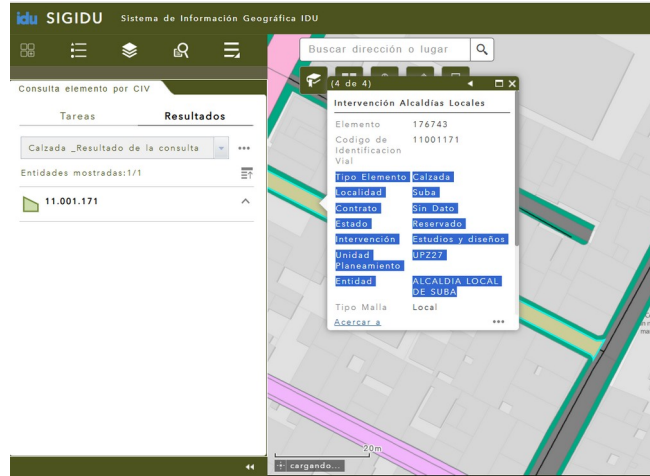 idu SIGIDU Sistema de Información Geográfica IDU
Buscar dirección o lugar
Consulta elemento por CIV
Tareas Resultados
Calzada _Resultado de la consulta
Entidades mostradas:1/1
11.001.171
(4 de 4)
Intervención Alcaldías Locales
Elemento 176743
Codigo de 11001171
Identificacion
Vial
Tipo Elemento Calzada
Localidad Suba
Contrato Sin Dato
Estado Reservado
Intervención Estudios y diseños
Unidad UPZ27
Planeamiento
Entidad ALCALDIA LOCAL
DE SUBA
Tipo Malla Local
Acercar a
20m
cargando...